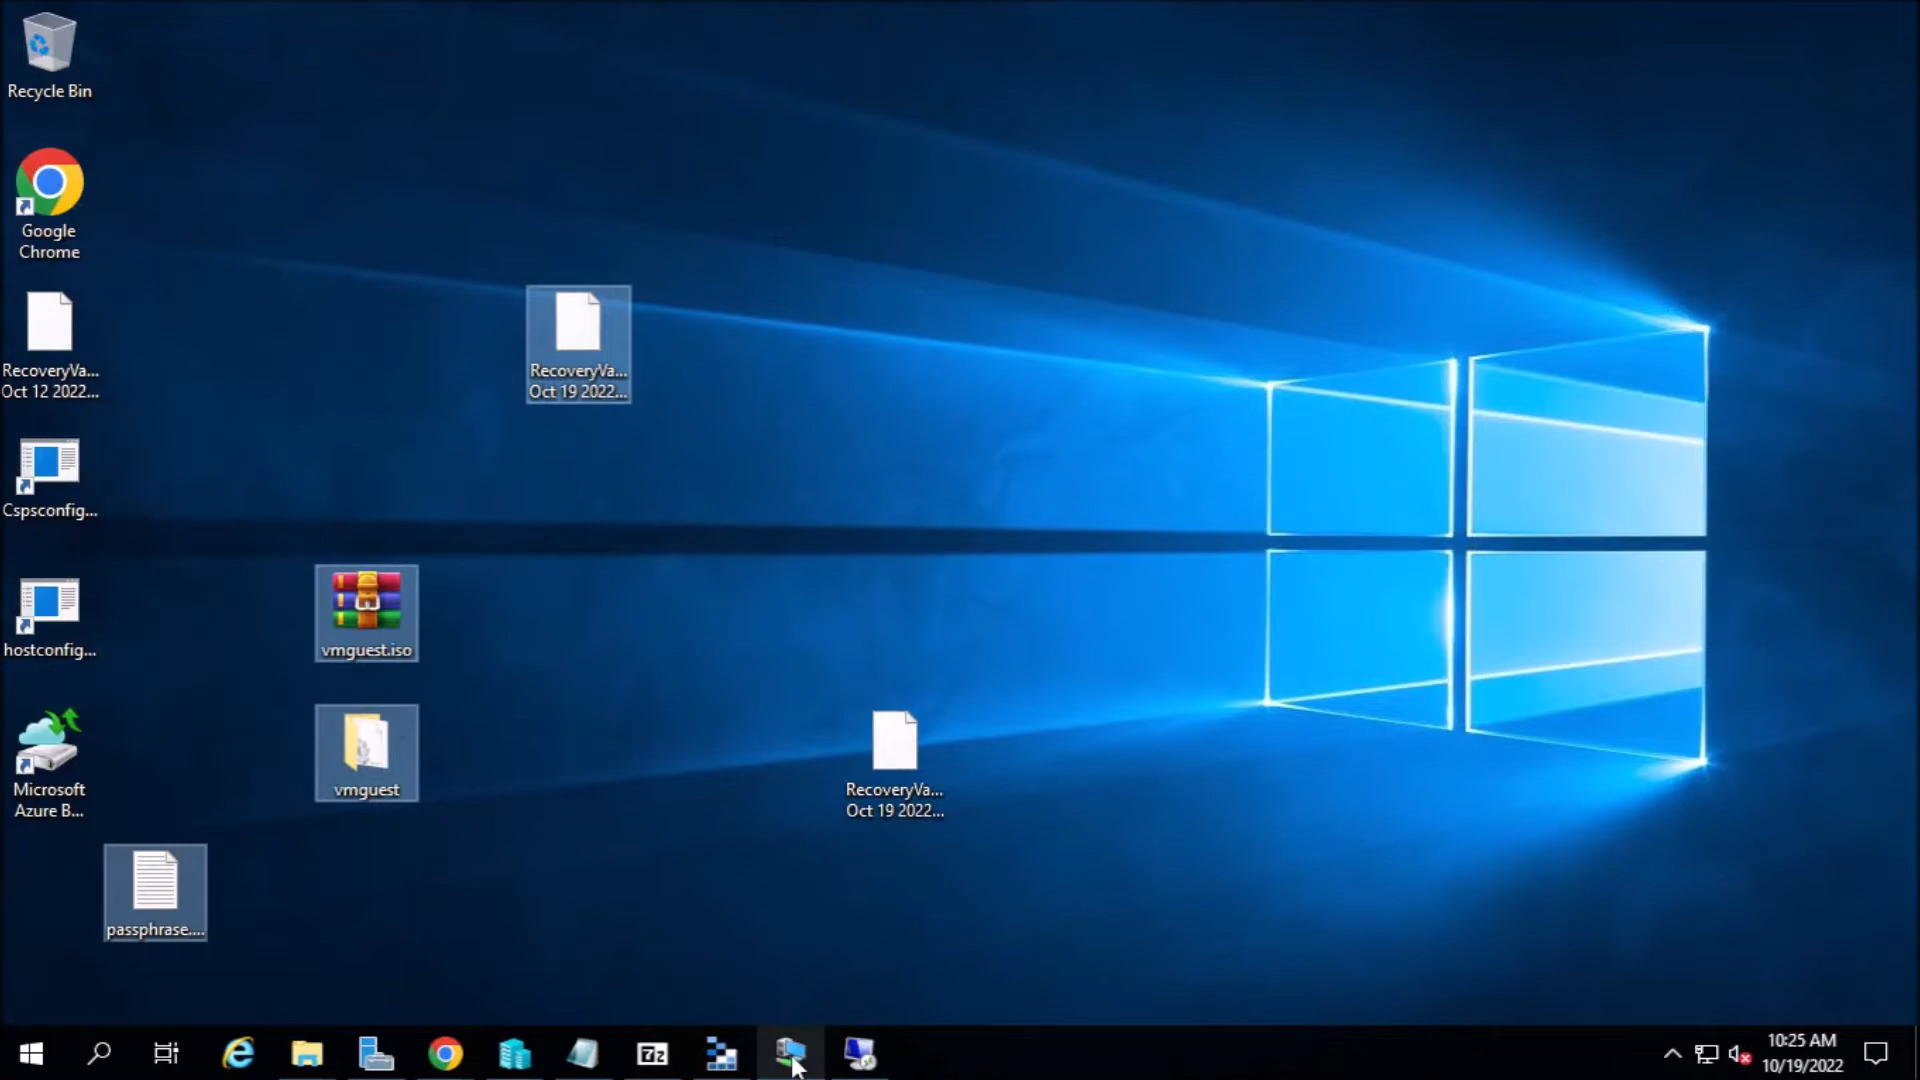 Recycle Bin
Google
Chrome
RecoveryVa...
Oct 12 2022...
RecoveryVa...
Oct 19 2022...
Cspsconfig...
hostconfig...
vmguest.iso
Microsoft
Azure B...
vmguest
RecoveryVa...
Oct 19 2022...
passphrase....
7z
10:25 AM
10/19/2022